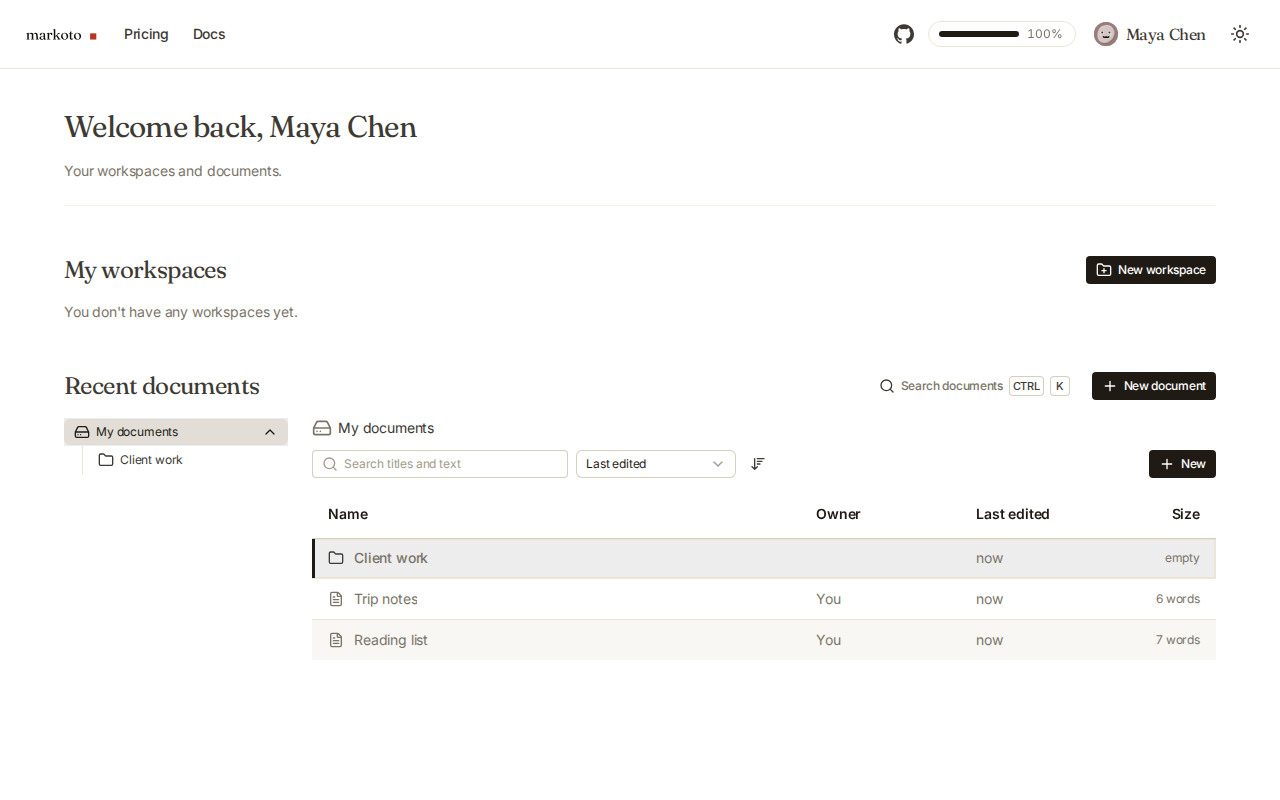 markoto Pricing Docs 100% Maya Chen
Welcome back, Maya Chen
Your workspaces and documents.
My workspaces New workspace
You don't have any workspaces yet.
Recent documents Search documents CTRL K New document
My documents
Client work
My documents
Search titles and text Last edited New
Name Owner Last edited Size
Client work now empty
Trip notes You now 6 words
Reading list You now 7 words